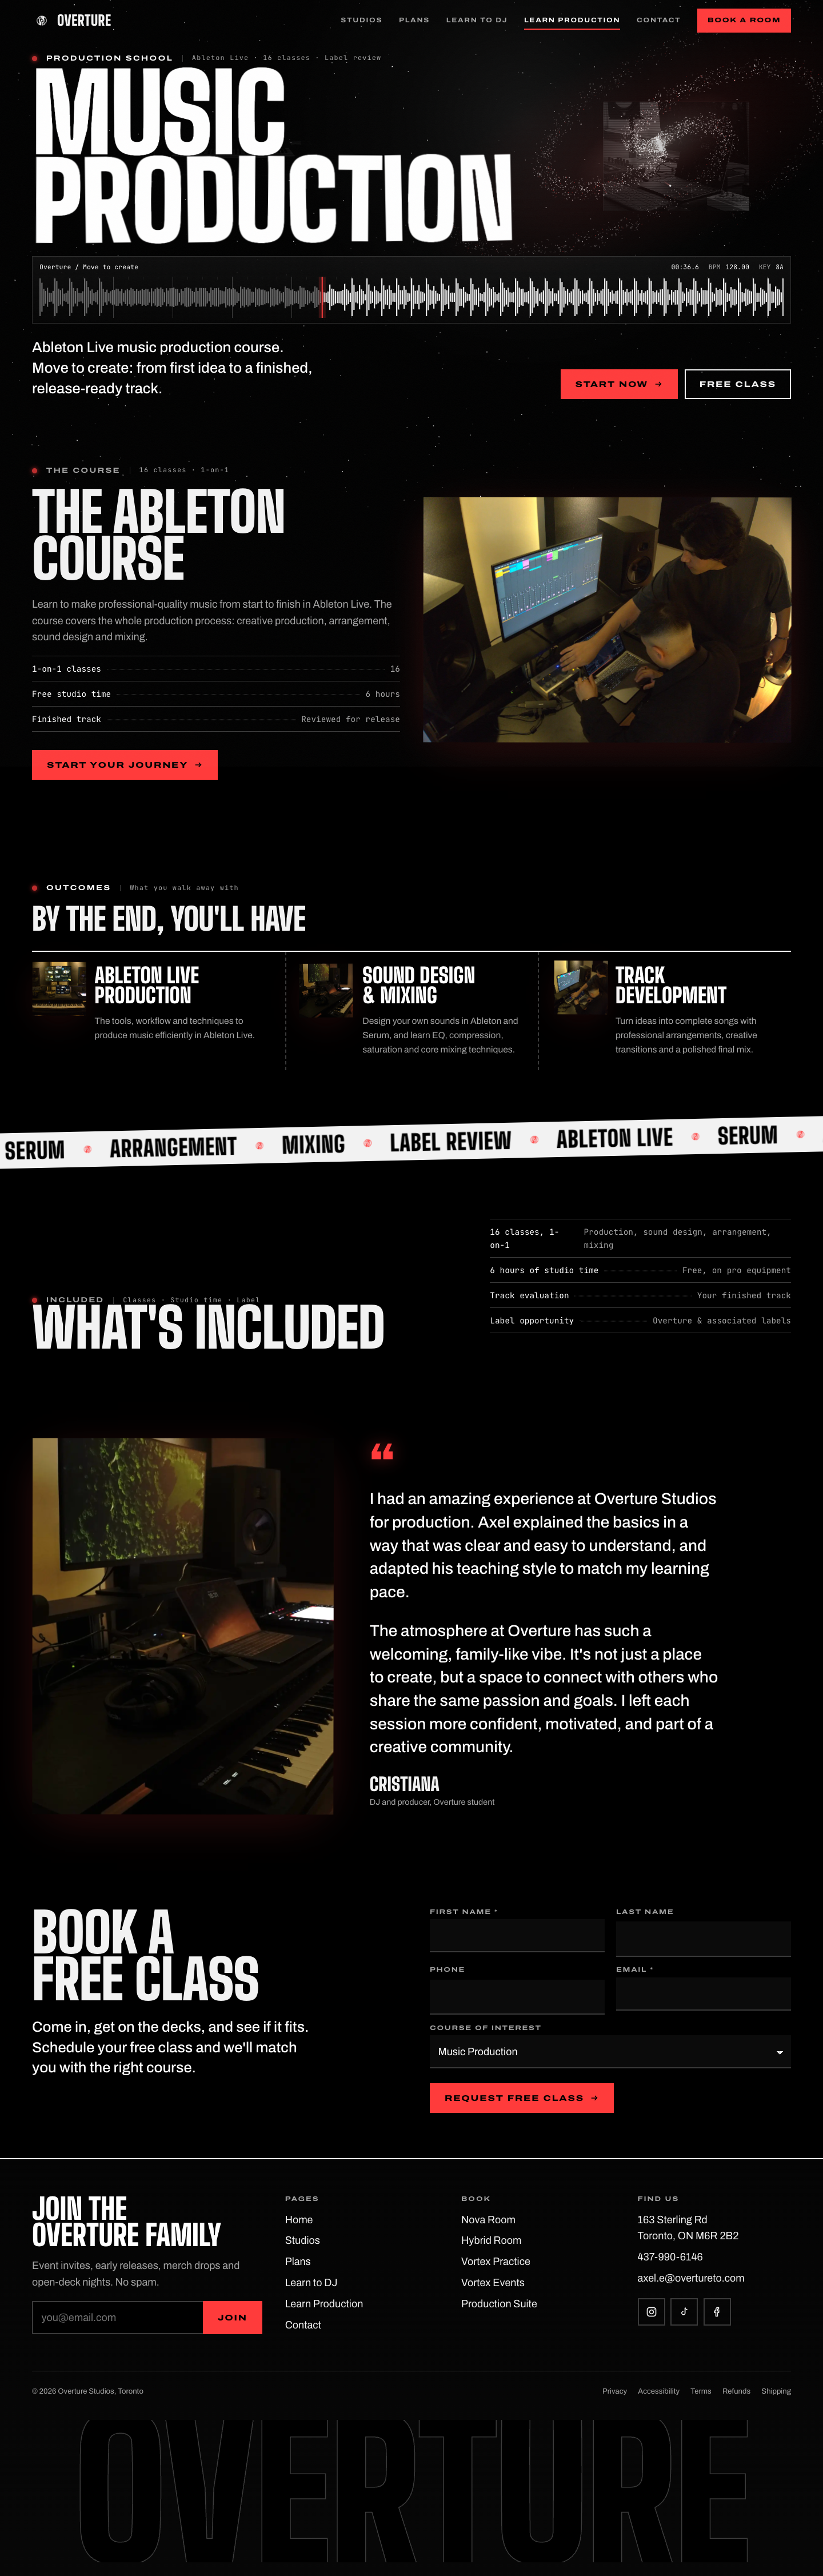 OVERTURE
STUDIOS
PLANS
LEARN TO DJ
LEARN PRODUCTION
CONTACT
BOOK A ROOM
PRODUCTION SCHOOL | Ableton Live · 16 classes · Label review
MUSIC
PRODUCTION
Overture / Move to create
00:36.6 BPM 128.00 KEY 8A
Ableton Live music production course.
Move to create: from first idea to a finished,
release-ready track.
START NOW →
FREE CLASS
THE COURSE | 16 classes · 1-on-1
THE ABLETON
COURSE
Learn to make professional-quality music from start to finish in Ableton Live. The
course covers the whole production process: creative production, arrangement,
sound design and mixing.
1-on-1 classes 16
Free studio time 6 hours
Finished track Reviewed for release
START YOUR JOURNEY →
OUTCOMES | What you walk away with
BY THE END, YOU'LL HAVE
ABLETON LIVE
PRODUCTION
The tools, workflow and techniques to
produce music efficiently in Ableton Live.
SOUND DESIGN
& MIXING
Design your own sounds in Ableton and
Serum, and learn EQ, compression,
saturation and core mixing techniques.
TRACK
DEVELOPMENT
Turn ideas into complete songs with
professional arrangements, creative
transitions and a polished final mix.
SERUM ARRANGEMENT MIXING LABEL REVIEW ABLETON LIVE SERUM
INCLUDED | Classes · Studio time · Label
WHAT'S INCLUDED
16 classes, 1-
on-1
Production, sound design, arrangement,
mixing
6 hours of studio time Free, on pro equipment
Track evaluation Your finished track
Label opportunity Overture & associated labels
“
I had an amazing experience at Overture Studios
for production. Axel explained the basics in a
way that was clear and easy to understand, and
adapted his teaching style to match my learning
pace.
The atmosphere at Overture has such a
welcoming, family-like vibe. It's not just a place
to create, but a space to connect with others who
share the same passion and goals. I left each
session more confident, motivated, and part of a
creative community.
CRISTIANA
DJ and producer, Overture student
BOOK A
FREE CLASS
Come in, get on the decks, and see if it fits.
Schedule your free class and we'll match
you with the right course.
FIRST NAME *
LAST NAME
PHONE
EMAIL *
COURSE OF INTEREST
Music Production
REQUEST FREE CLASS →
JOIN THE
OVERTURE FAMILY
Event invites, early releases, merch drops and
open-deck nights. No spam.
you@email.com
JOIN
PAGES
Home
Studios
Plans
Learn to DJ
Learn Production
Contact
BOOK
Nova Room
Hybrid Room
Vortex Practice
Vortex Events
Production Suite
FIND US
163 Sterling Rd
Toronto, ON M6R 2B2
437-990-6146
axel.e@overtureto.com
© 2026 Overture Studios, Toronto
Privacy
Accessibility
Terms
Refunds
Shipping
OVERTURE